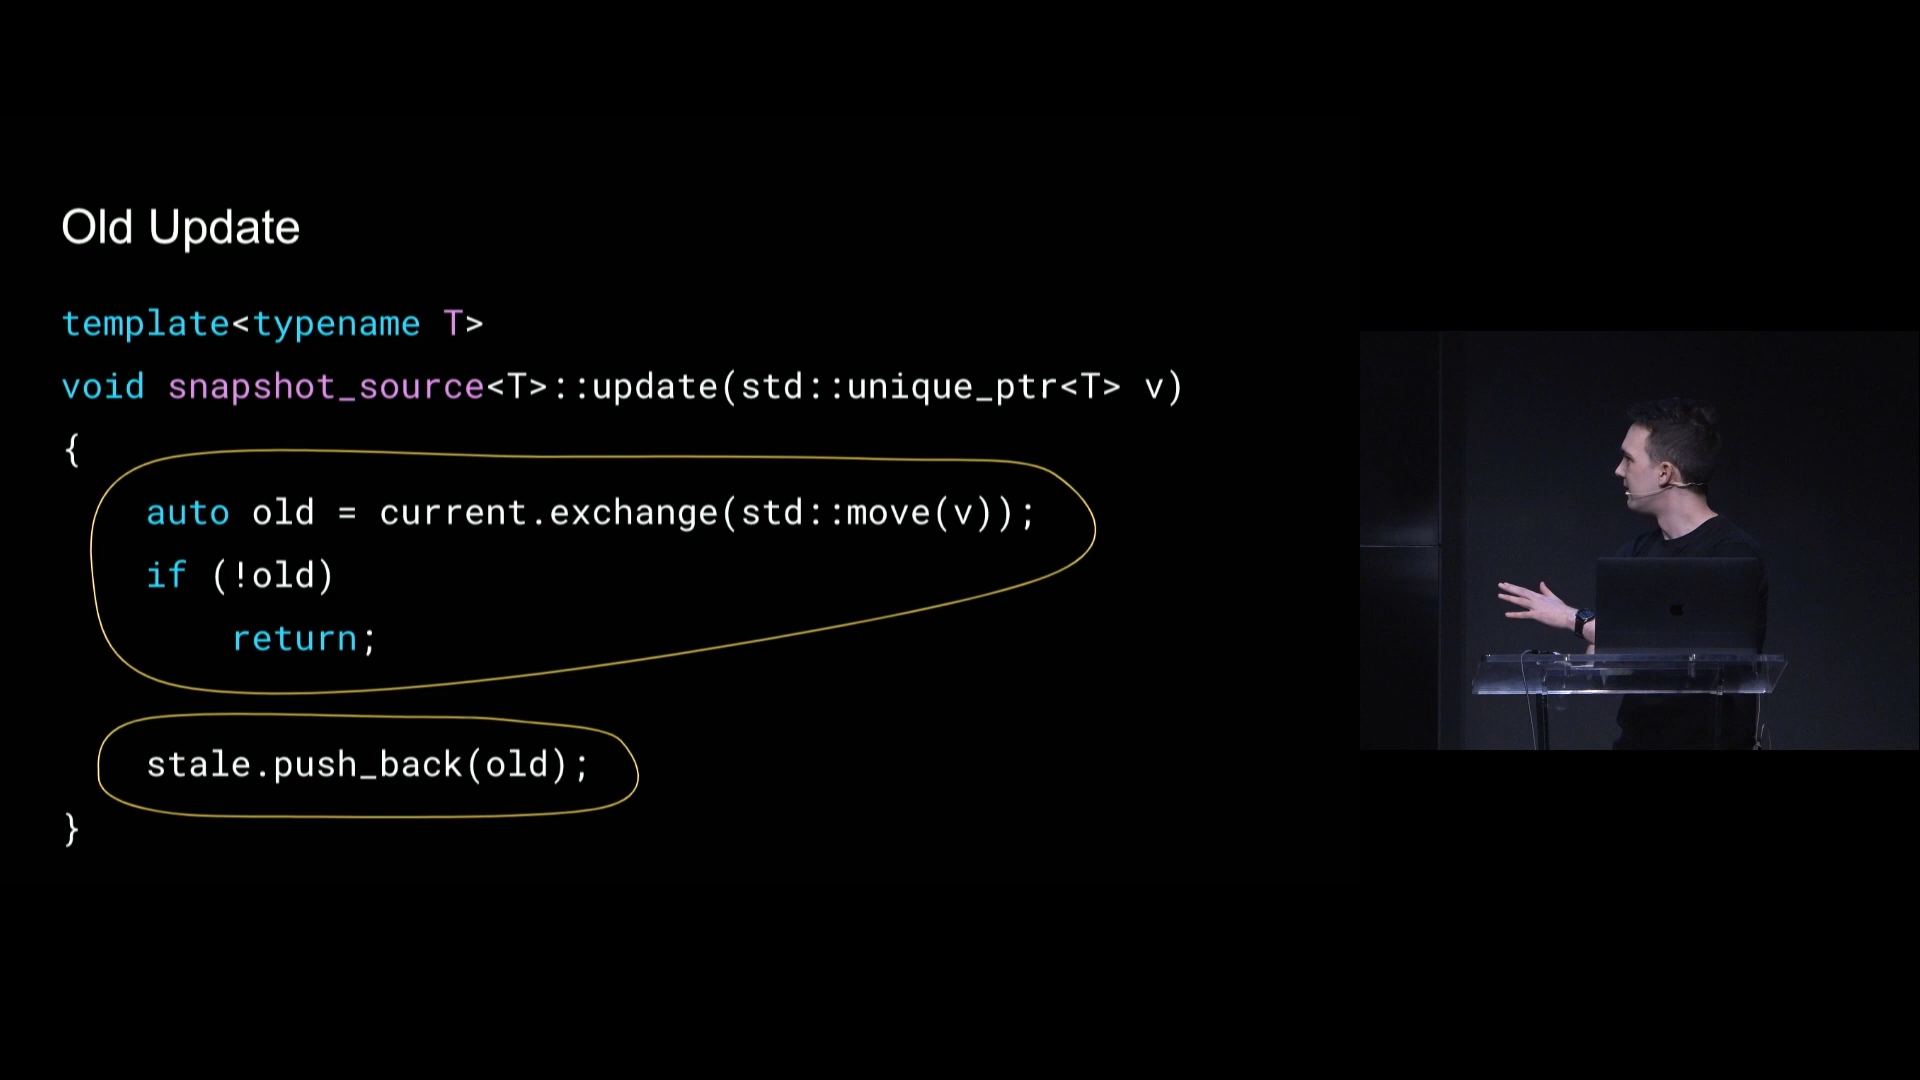 Old Update
template<typename T>
void snapshot_source<T>::update(std::unique_ptr<T> v)
{
    auto old = current.exchange(std::move(v));
    if (!old)
        return;
    stale.push_back(old);
}